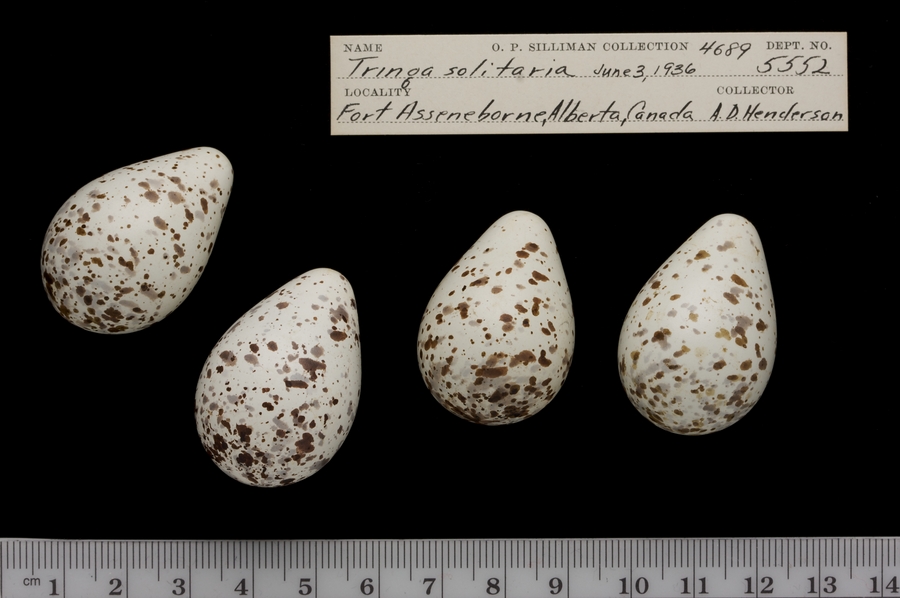 NAME O. P. SILLIMAN COLLECTION 4689 DEPT. NO.
Tringa solitaria June 3, 1936 5552
LOCALITY COLLECTOR
Fort Asseneborne, Alberta, Canada A.D. Henderson
cm 1 2 3 4 5 6 7 8 9 10 11 12 13 14